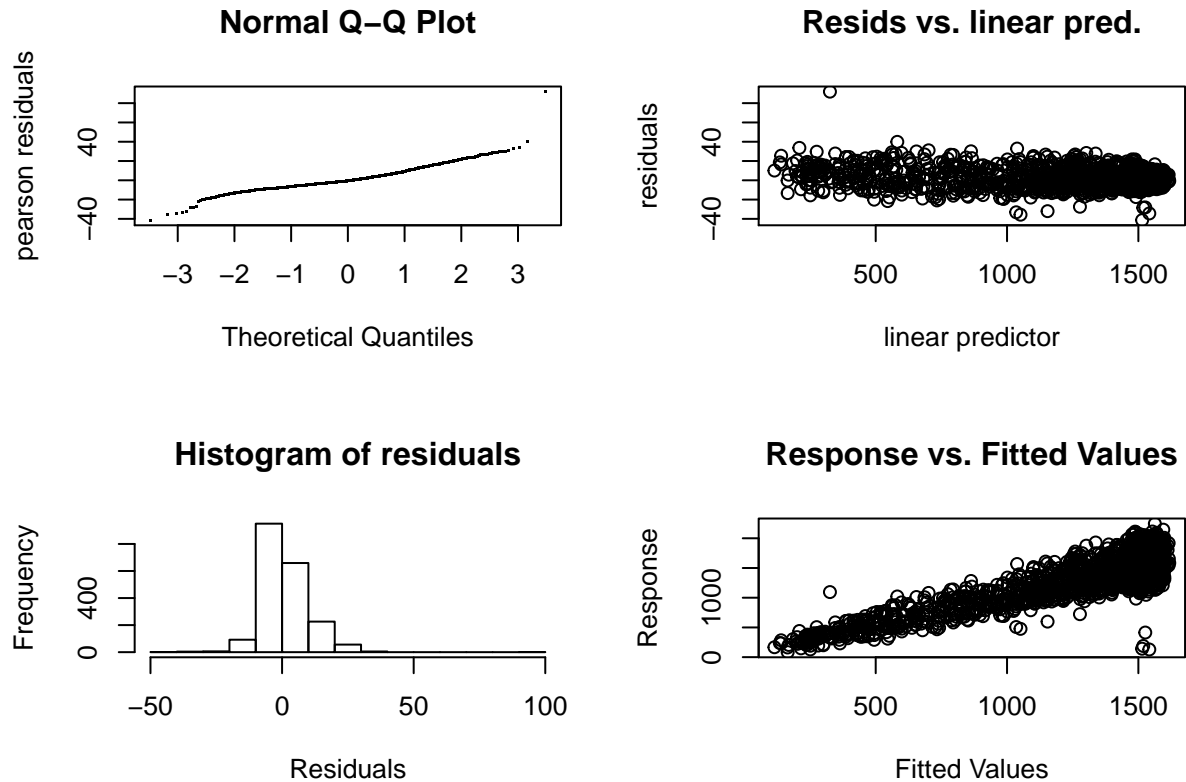 Normal Q−Q Plot
pearson residuals
−40
40
−3 −2 −1 0 1 2 3
Theoretical Quantiles
Resids vs. linear pred.
residuals
−40
40
500 1000 1500
linear predictor
Histogram of residuals
Frequency
0
400
−50 0 50 100
Residuals
Response vs. Fitted Values
Response
0
1000
500 1000 1500
Fitted Values